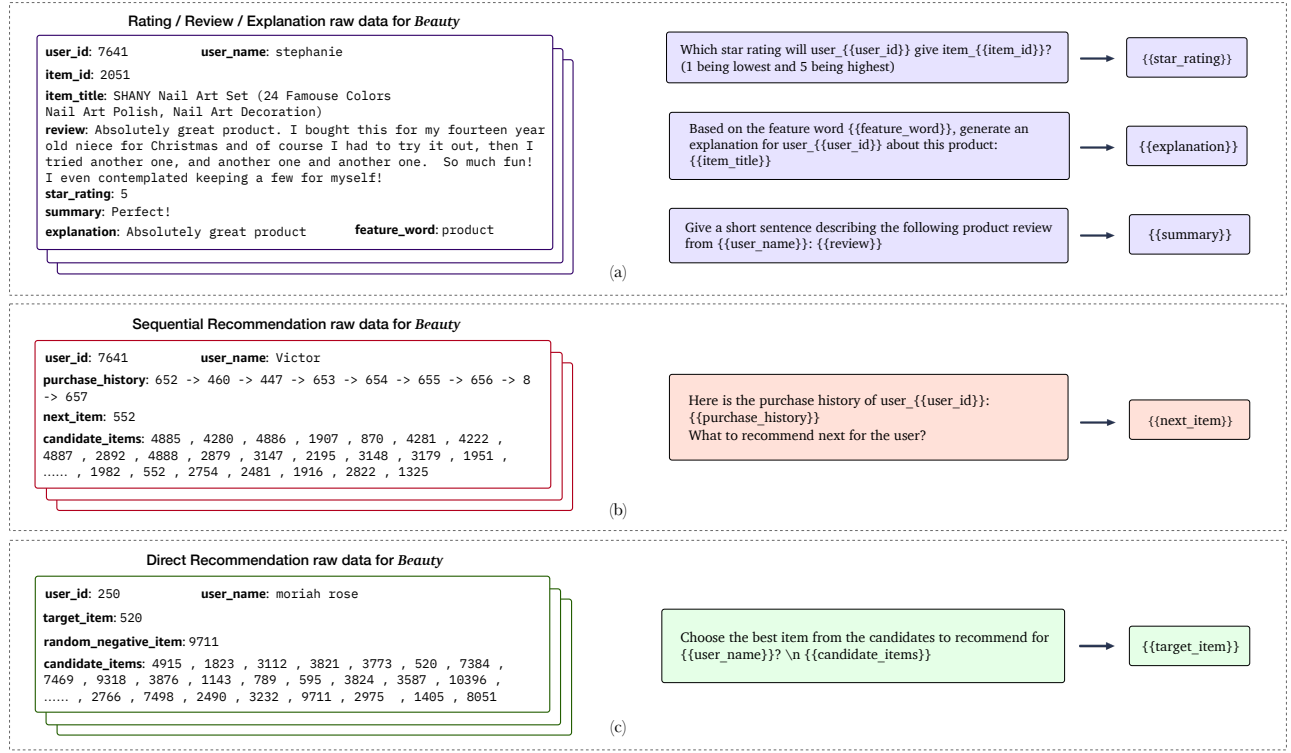 Rating / Review / Explanation raw data for Beauty
user_id: 7641 user_name: stephanie
item_id: 2051
item_title: SHANY Nail Art Set (24 Famouse Colors
Nail Art Polish, Nail Art Decoration)
review: Absolutely great product. I bought this for my fourteen year
old niece for Christmas and of course I had to try it out, then I
tried another one, and another one and another one. So much fun!
I even contemplated keeping a few for myself!
star_rating: 5
summary: Perfect!
explanation: Absolutely great product feature_word: product
Which star rating will user_{{user_id}} give item_{{item_id}}?
(1 being lowest and 5 being highest)
{{star_rating}}
Based on the feature word {{feature_word}}, generate an
explanation for user_{{user_id}} about this product:
{{item_title}}
{{explanation}}
Give a short sentence describing the following product review
from {{user_name}}: {{review}}
{{summary}}
(a)
Sequential Recommendation raw data for Beauty
user_id: 7641 user_name: Victor
purchase_history: 652 -> 460 -> 447 -> 653 -> 654 -> 655 -> 656 -> 8
-> 657
next_item: 552
candidate_items: 4885 , 4280 , 4886 , 1907 , 870 , 4281 , 4222 ,
4887 , 2892 , 4888 , 2879 , 3147 , 2195 , 3148 , 3179 , 1951 ,
...... , 1982 , 552 , 2754 , 2481 , 1916 , 2822 , 1325
Here is the purchase history of user_{{user_id}}:
{{purchase_history}}
What to recommend next for the user?
{{next_item}}
(b)
Direct Recommendation raw data for Beauty
user_id: 250 user_name: moriah rose
target_item: 520
random_negative_item: 9711
candidate_items: 4915 , 1823 , 3112 , 3821 , 3773 , 520 , 7384 ,
7469 , 9318 , 3876 , 1143 , 789 , 595 , 3824 , 3587 , 10396 ,
...... , 2766 , 7498 , 2490 , 3232 , 9711 , 2975 , 1405 , 8051
Choose the best item from the candidates to recommend for
{{user_name}}? \n {{candidate_items}}
{{target_item}}
(c)